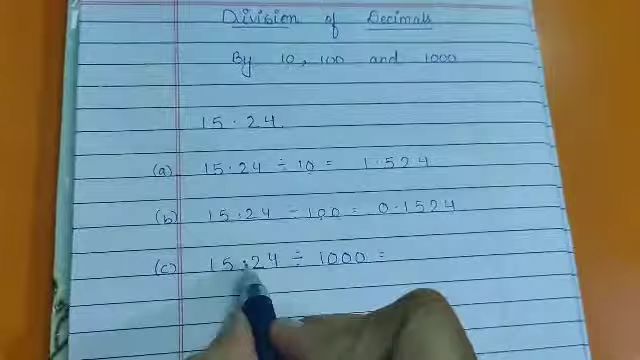 Division of Decimals
By 10, 100 and 1000
15.24
(a) 15.24 ÷ 10 = 1.524
(b) 15.24 ÷ 100 = 0.1524
(c) 15.24 ÷ 1000 =